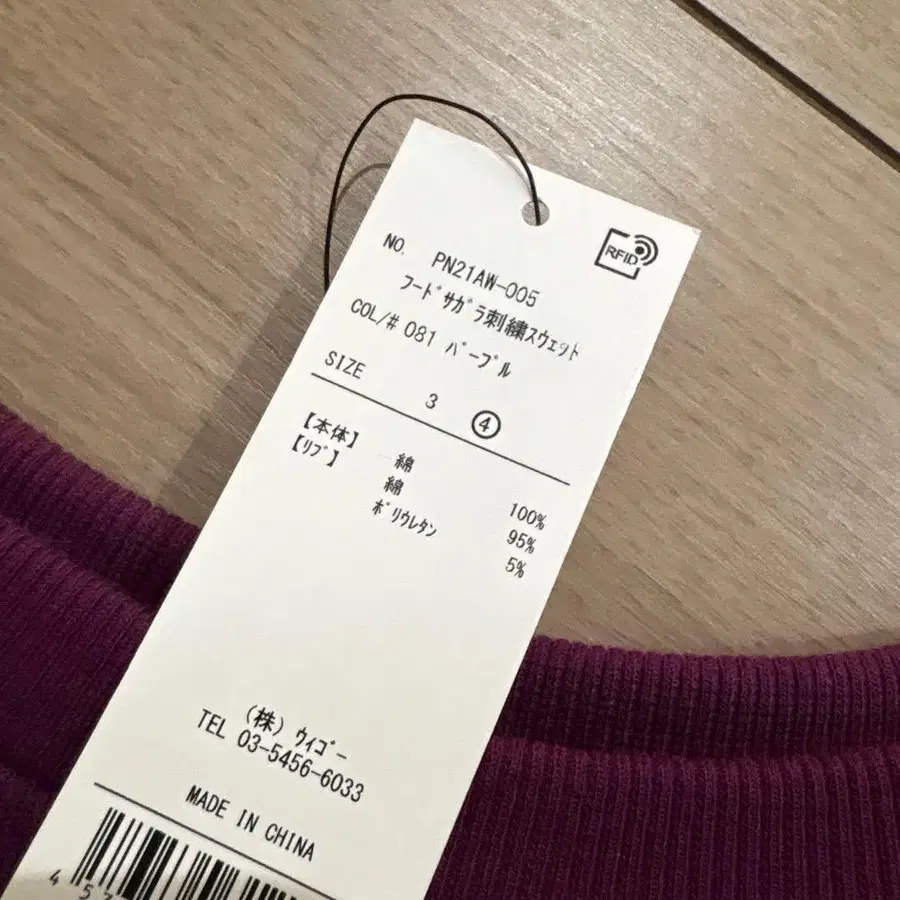 RFID
NO. PN21AW-005
フードサガラ刺繍スウェット
COL/# 081 パープル
SIZE 3 ④
【本体】 綿 100%
【リブ】 綿 95%
ポリウレタン 5%
(株) ウィゴー
TEL 03-5456-6033
MADE IN CHINA
4 57